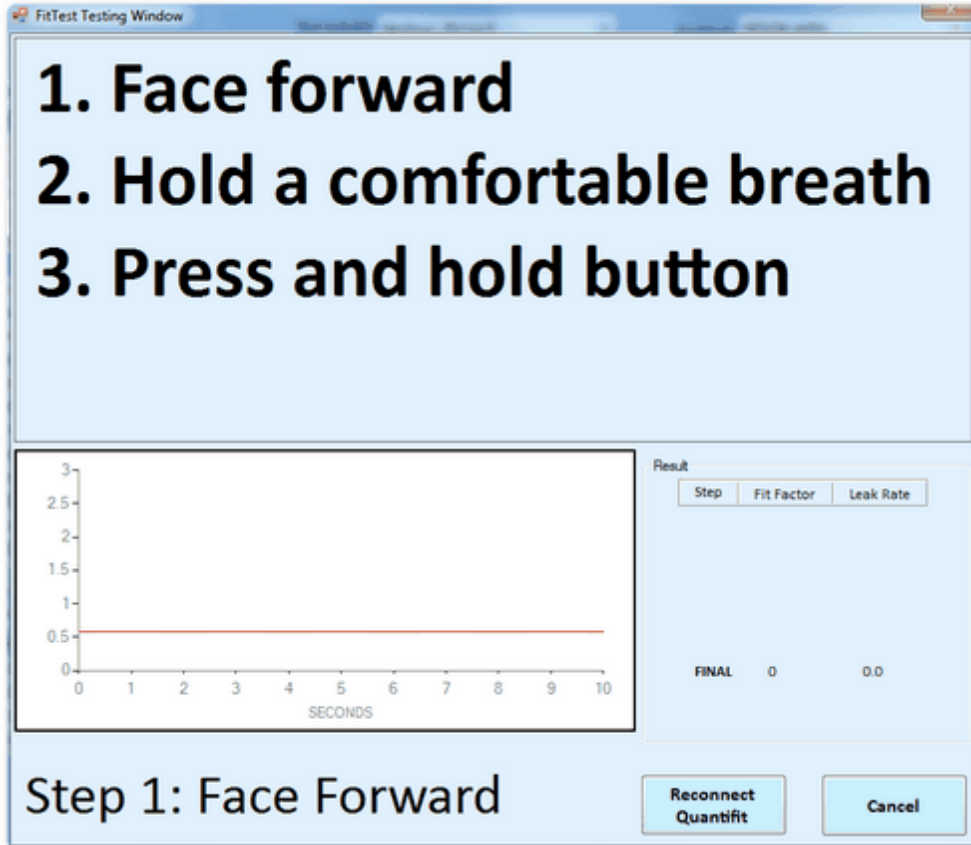 FitTest Testing Window
1. Face forward
2. Hold a comfortable breath
3. Press and hold button
3
2.5
2
1.5
1
0.5
0
0 1 2 3 4 5 6 7 8 9 10
SECONDS
Result
Step Fit Factor Leak Rate
FINAL 0 0.0
Step 1: Face Forward
Reconnect
Quantifit
Cancel